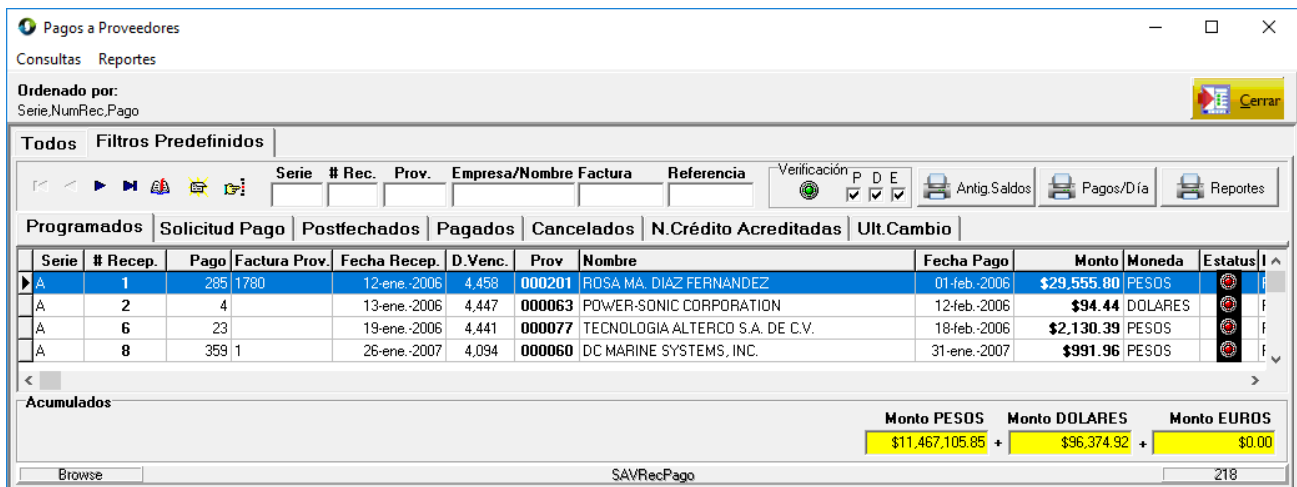 Pagos a Proveedores
Consultas Reportes
Ordenado por:
Serie,NumRec,Pago
Cerrar
Todos Filtros Predefinidos
Serie # Rec. Prov. Empresa/Nombre Factura Referencia Verificación P D E Antig.Saldos Pagos/Día Reportes
Programados Solicitud Pago Postfechados Pagados Cancelados N.Crédito Acreditadas Ult.Cambio
Serie # Recep. Pago Factura Prov. Fecha Recep. D.Venc. Prov Nombre Fecha Pago Monto Moneda Estatus
A 1 285 1780 12-ene.-2006 4,458 000201 ROSA MA. DIAZ FERNANDEZ 01-feb.-2006 $29,555.80 PESOS
A 2 4 13-ene.-2006 4,447 000063 POWER-SONIC CORPORATION 12-feb.-2006 $94.44 DOLARES
A 6 23 19-ene.-2006 4,441 000077 TECNOLOGIA ALTERCO S.A. DE C.V. 18-feb.-2006 $2,130.39 PESOS
A 8 359 1 26-ene.-2007 4,094 000060 DC MARINE SYSTEMS, INC. 31-ene.-2007 $991.96 PESOS
Acumulados
Monto PESOS Monto DOLARES Monto EUROS
$11,467,105.85 + $96,374.92 + $0.00
Browse SAVRecPago 218